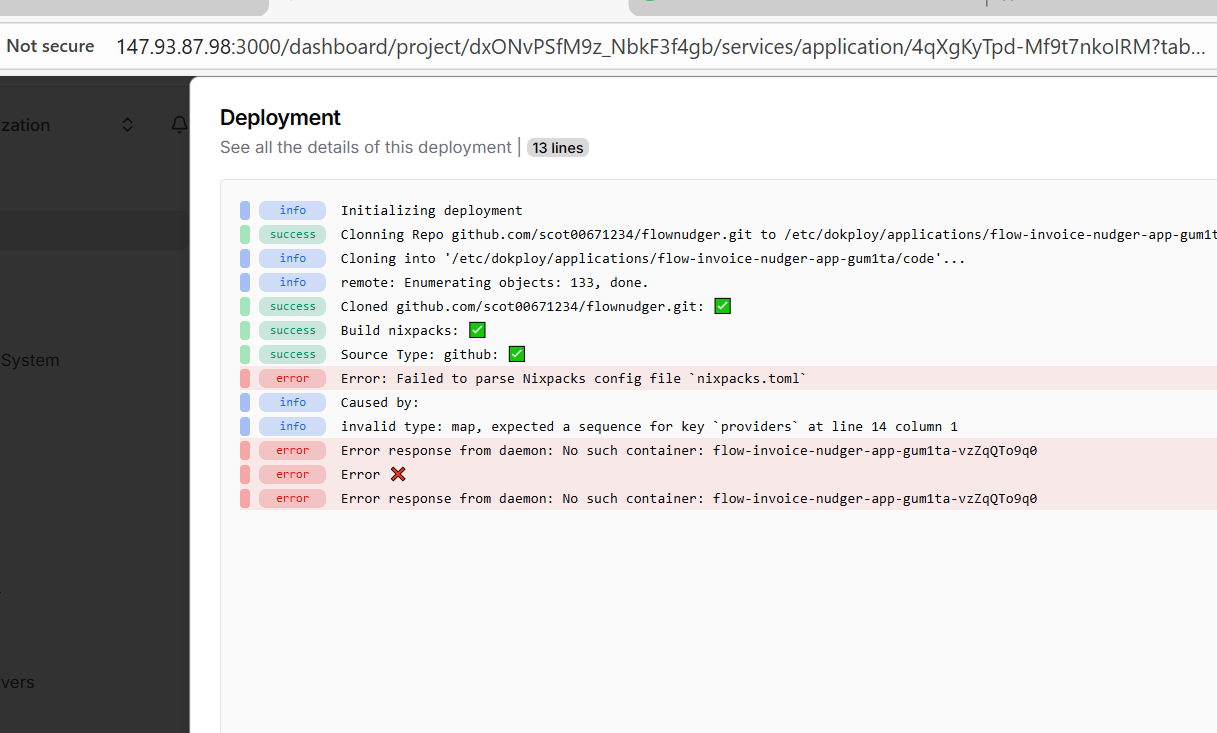 Not secure 147.93.87.98:3000/dashboard/project/dxONvPSfM9z_NbkF3f4gb/services/application/4qXgKyTpd-Mf9t7nkoIRM?tab...
zation
Deployment
See all the details of this deployment | 13 lines
info Initializing deployment
success Clonning Repo github.com/scot00671234/flownudger.git to /etc/dokploy/applications/flow-invoice-nudger-app-gum1t
info Cloning into '/etc/dokploy/applications/flow-invoice-nudger-app-gum1ta/code'...
info remote: Enumerating objects: 133, done.
success Cloned github.com/scot00671234/flownudger.git: ✅
success Build nixpacks: ✅
success Source Type: github: ✅
System
error Error: Failed to parse Nixpacks config file `nixpacks.toml`
info Caused by:
info invalid type: map, expected a sequence for key `providers` at line 14 column 1
error Error response from daemon: No such container: flow-invoice-nudger-app-gum1ta-vzZqQTo9q0
error Error ❌
error Error response from daemon: No such container: flow-invoice-nudger-app-gum1ta-vzZqQTo9q0
vers